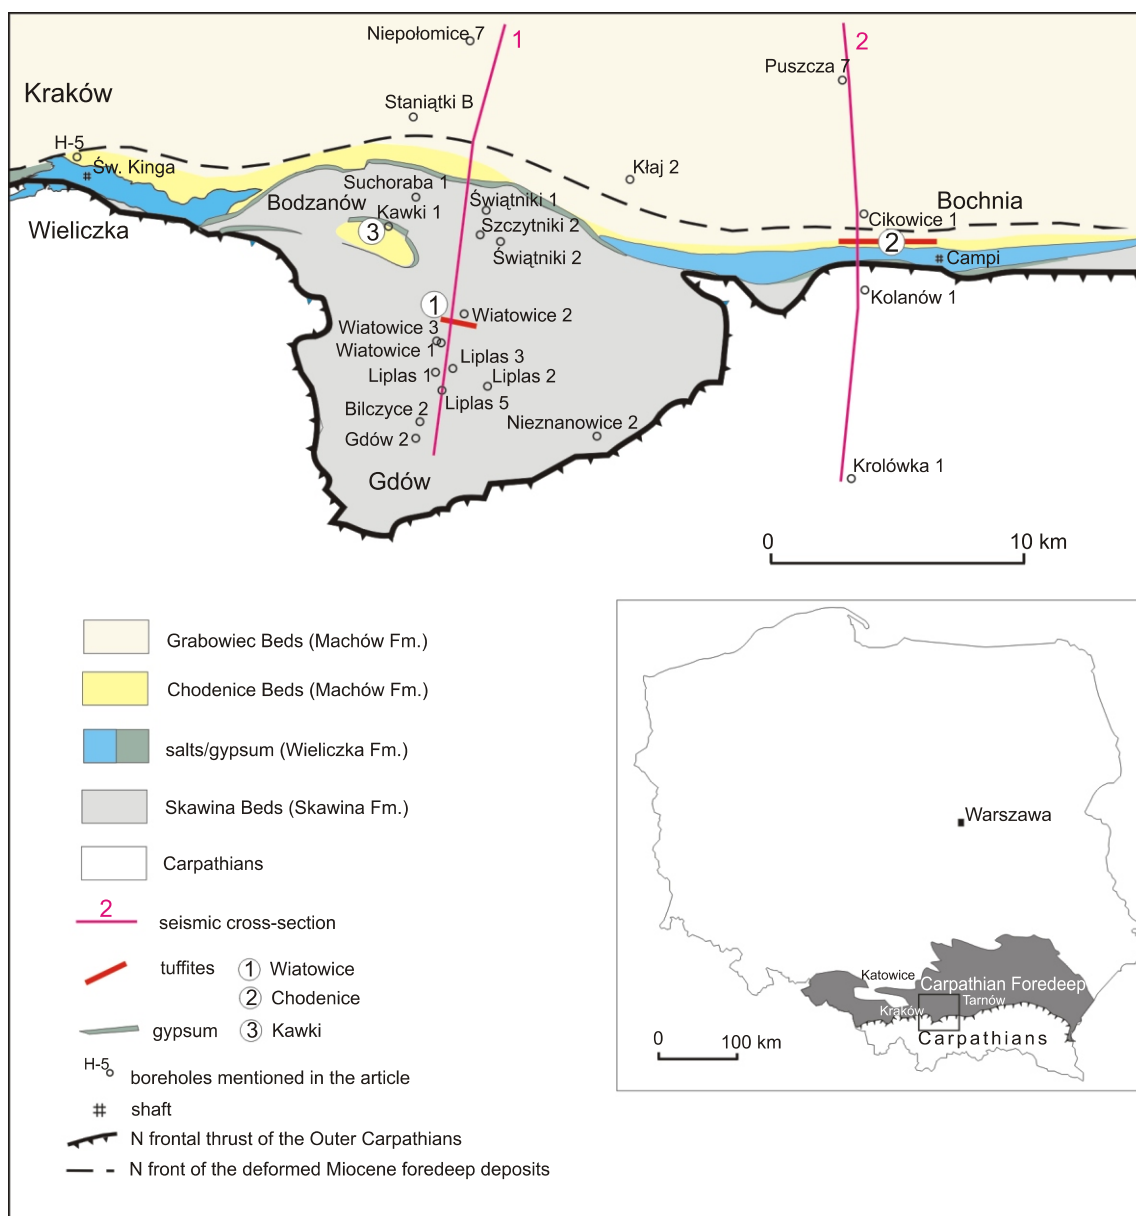 Niepołomice 7
1
2
Puszcza 7
Kraków
Staniątki B
H-5
Św. Kinga
Kłaj 2
Suchoraba 1
Bodzanów
Świątniki 1
Bochnia
Kawki 1
Cikowice 1
Wieliczka
3
Szczytniki 2
2
Świątniki 2
Campi
Kolanów 1
1
Wiatowice 2
Wiatowice 3
Wiatowice 1
Liplas 3
Liplas 1
Liplas 2
Liplas 5
Bilczyce 2
Nieznanowice 2
Gdów 2
Gdów
Krolówka 1
0
10 km
Grabowiec Beds (Machów Fm.)
Chodenice Beds (Machów Fm.)
salts/gypsum (Wieliczka Fm.)
Skawina Beds (Skawina Fm.)
Carpathians
2
seismic cross-section
tuffites
1 Wiatowice
2 Chodenice
gypsum
3 Kawki
H-5
boreholes mentioned in the article
shaft
N frontal thrust of the Outer Carpathians
N front of the deformed Miocene foredeep deposits
Warszawa
Katowice
Carpathian Foredeep
Kraków
Tarnów
Carpathians
0
100 km